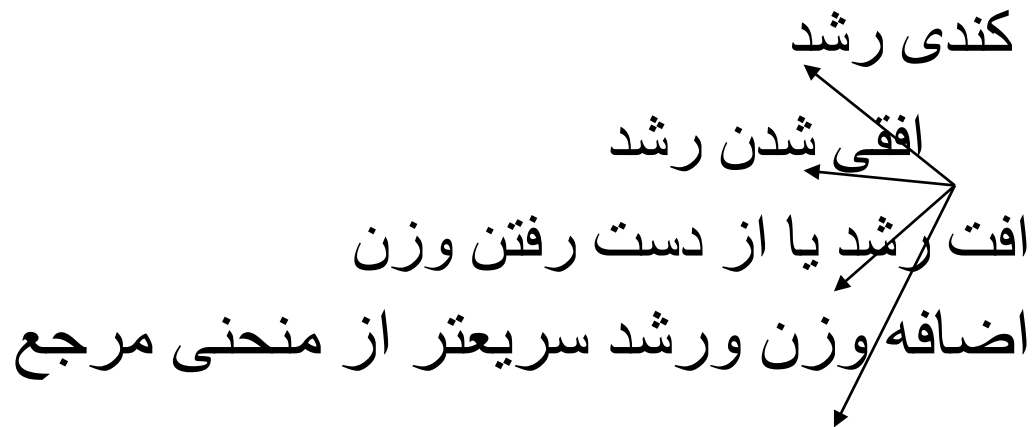 کندی رشد
افقی شدن رشد
افت رشد یا از دست رفتن وزن
اضافه وزن ورشد سریعتر از منحنی مرجع